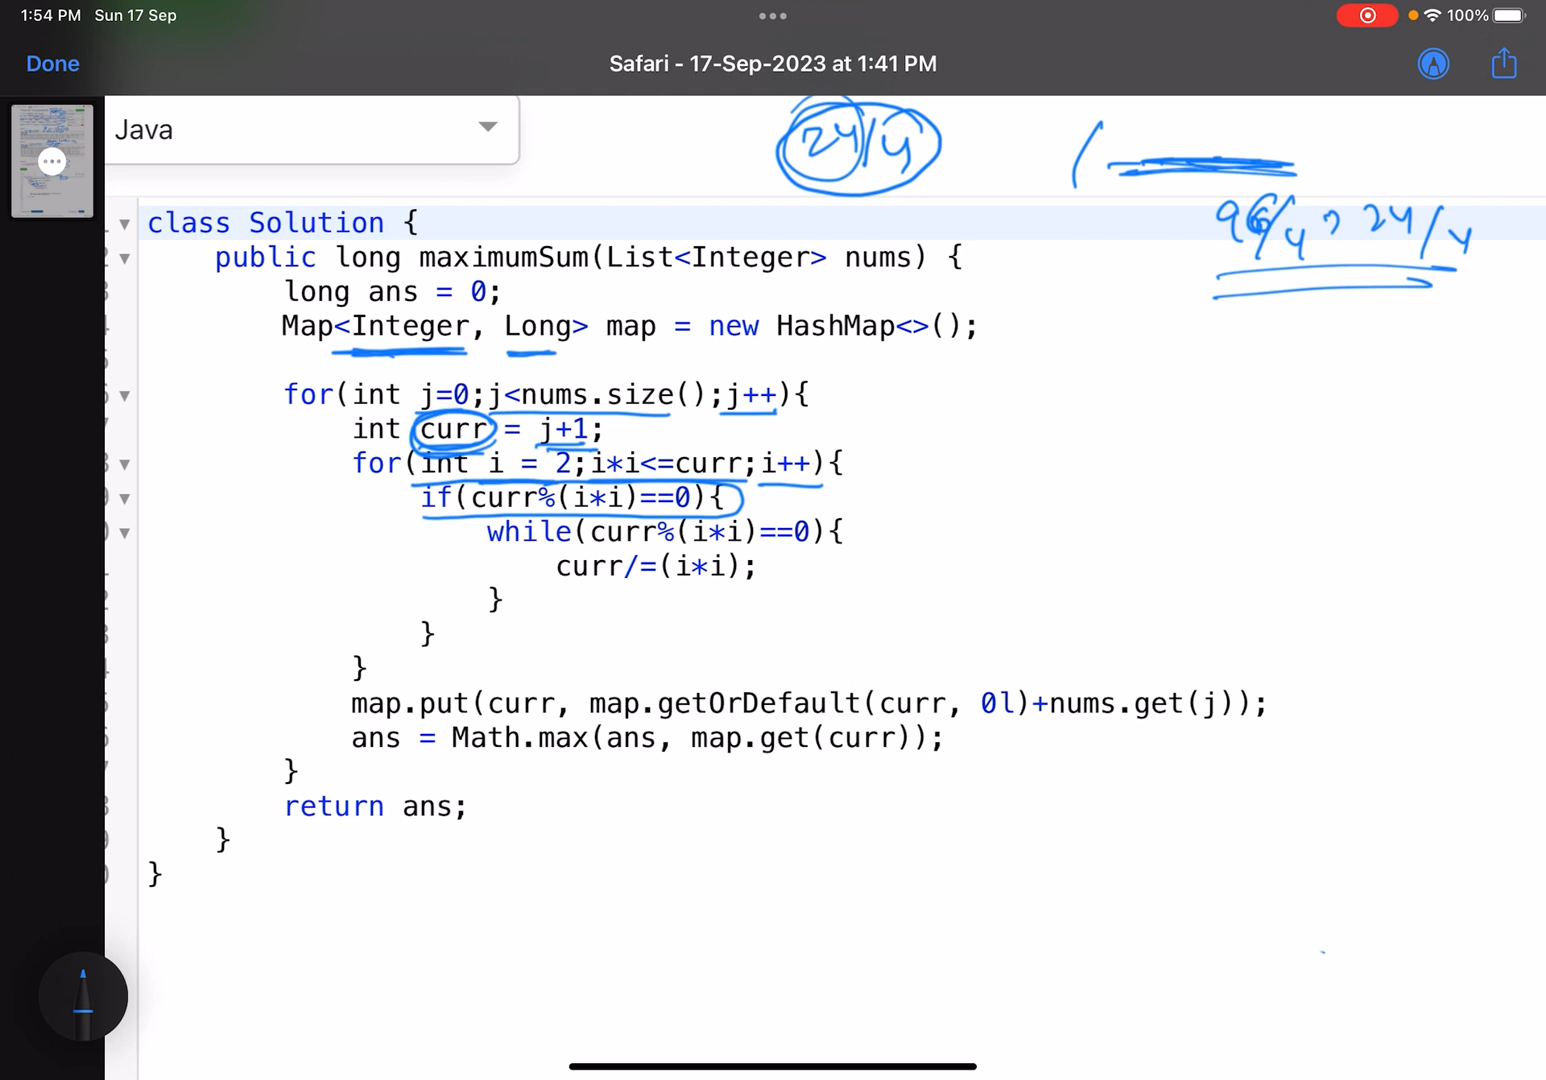 1:54 PM Sun 17 Sep
100%
Done
Safari - 17-Sep-2023 at 1:41 PM
Java
24/4
96/4 24/4
class Solution {
public long maximumSum(List<Integer> nums) {
long ans = 0;
Map<Integer, Long> map = new HashMap<>();
for(int j=0;j<nums.size();j++){
int curr = j+1;
for(int i = 2;i*i<=curr;i++){
if(curr%(i*i)==0){
while(curr%(i*i)==0){
curr/=(i*i);
}
}
}
map.put(curr, map.getOrDefault(curr, 0l)+nums.get(j));
ans = Math.max(ans, map.get(curr));
}
return ans;
}
}